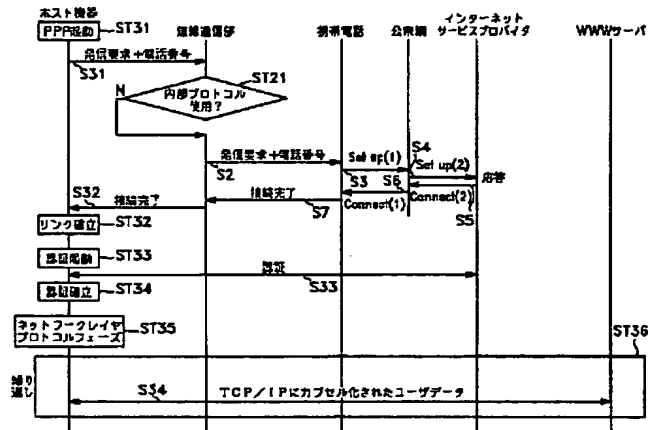 ホスト機器
無線通信部
携帯電話
公衆網
インターネット
サービスプロバイタ
WWWサーバ
PPP起動
ST31
発信要求+電話番号
S31
ST21
N
内部プロトコル
使用?
発信要求+電話番号
S2
Set up(1)
S3
S4
Set up(2)
応答
S6
Connect(1)
Connect(2)
S5
接続完了
S7
接続完了
S32
リンク確立
ST32
認証起動
ST33
認証
S33
認証確立
ST34
ネットワークレイヤ
プロトコルフェーズ
ST35
ST36
繰り
返し
S34
TCP/IPにカプセル化されたユーザデータ